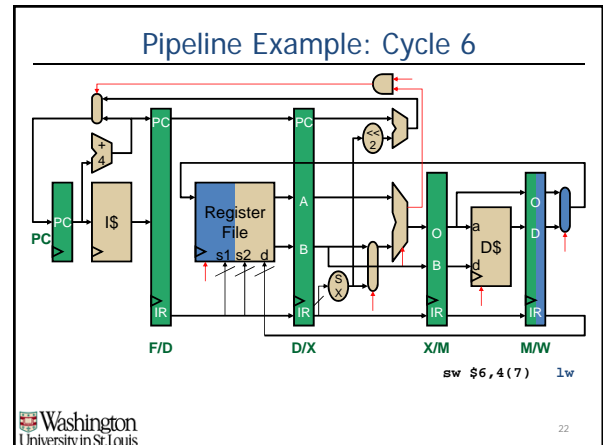 Pipeline Example: Cycle 6
PC
PC
<<
2
+
4
PC
I$
Register
File
s1 s2 d
A
B
S
X
O
B
a
D$
d
O
D
PC
IR
IR
IR
IR
F/D
D/X
X/M
M/W
sw $6,4(7)
lw
Washington
University in St. Louis
22